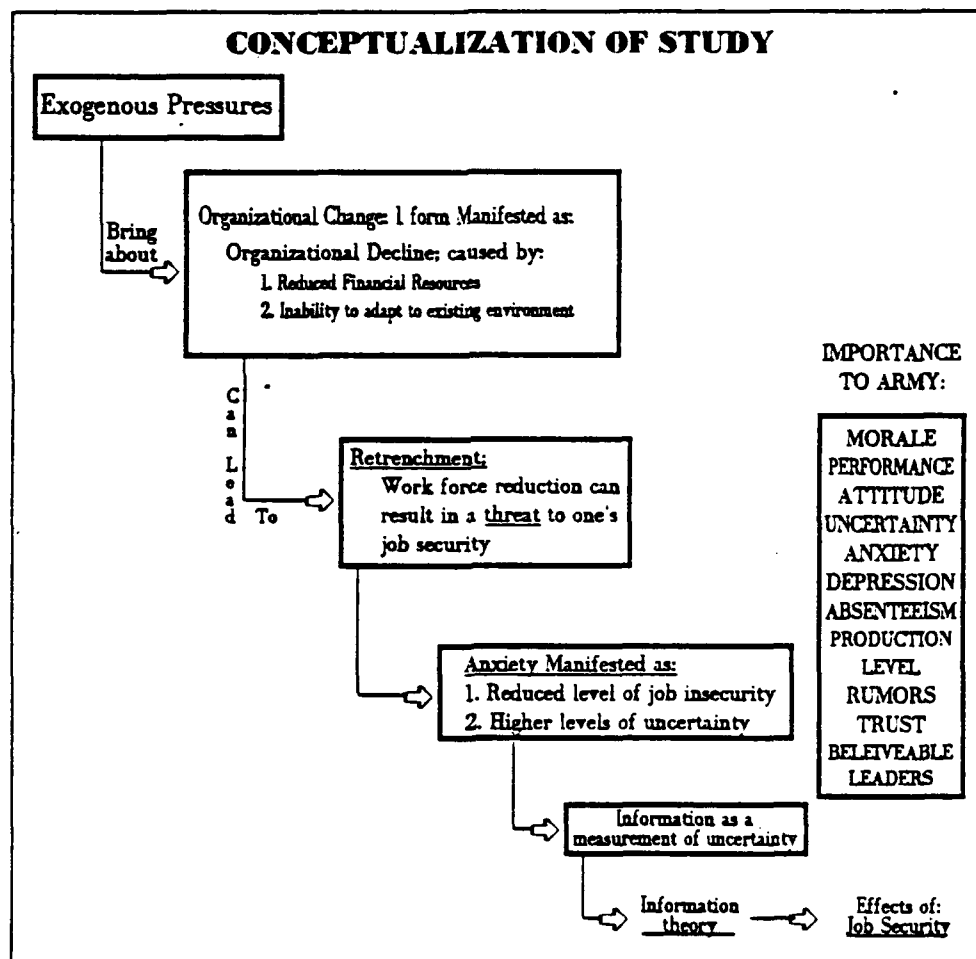 CONCEPTUALIZATION OF STUDY
Exogenous Pressures
Bring
about
Organizational Change: 1 form Manifested as:
Organizational Decline; caused by:
1. Reduced Financial Resources
2. Inability to adapt to existing environment
Can Lead To
Retrenchment:
Work force reduction can
result in a threat to one's
job security
Anxiety Manifested as:
1. Reduced level of job insecurity
2. Higher levels of uncertainty
Information as a
measurement of uncertainty
Information
theory
Effects of:
Job Security
IMPORTANCE
TO ARMY:
MORALE
PERFORMANCE
ATTITUDE
UNCERTAINTY
ANXIETY
DEPRESSION
ABSENTEEISM
PRODUCTION
LEVEL
RUMORS
TRUST
BELEIVEABLE
LEADERS